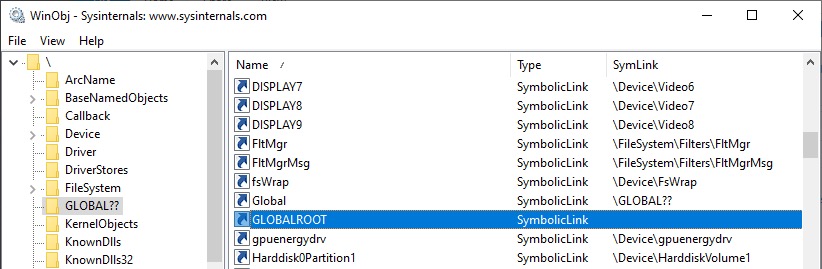 WinObj - Sysinternals: www.sysinternals.com
File View Help
\
ArcName
BaseNamedObjects
Callback
Device
Driver
DriverStores
FileSystem
GLOBAL??
KernelObjects
KnownDlls
KnownDlls32
Name Type SymLink
DISPLAY7 SymbolicLink \Device\Video6
DISPLAY8 SymbolicLink \Device\Video7
DISPLAY9 SymbolicLink \Device\Video8
FltMgr SymbolicLink \FileSystem\Filters\FltMgr
FltMgrMsg SymbolicLink \FileSystem\Filters\FltMgrMsg
fsWrap SymbolicLink \Device\FsWrap
Global SymbolicLink \GLOBAL??
GLOBALROOT SymbolicLink
gpuenergydrv SymbolicLink \Device\gpuenergydrv
Harddisk0Partition1 SymbolicLink \Device\HarddiskVolume1